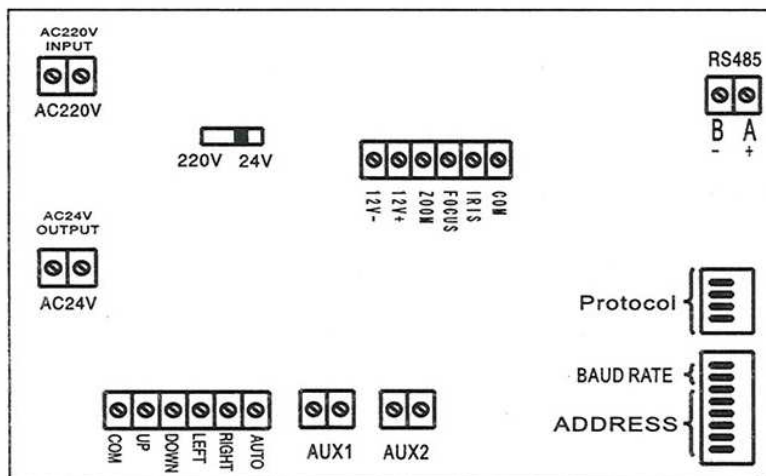 AC220V
INPUT
AC220V
RS485
B A
- +
220V 24V
12V-
12V+
ZOOM
FOCUS
IRIS
COM
AC24V
OUTPUT
AC24V
Protocol
BAUD RATE
ADDRESS
COM
UP
DOWN
LEFT
RIGHT
AUTO
AUX1
AUX2